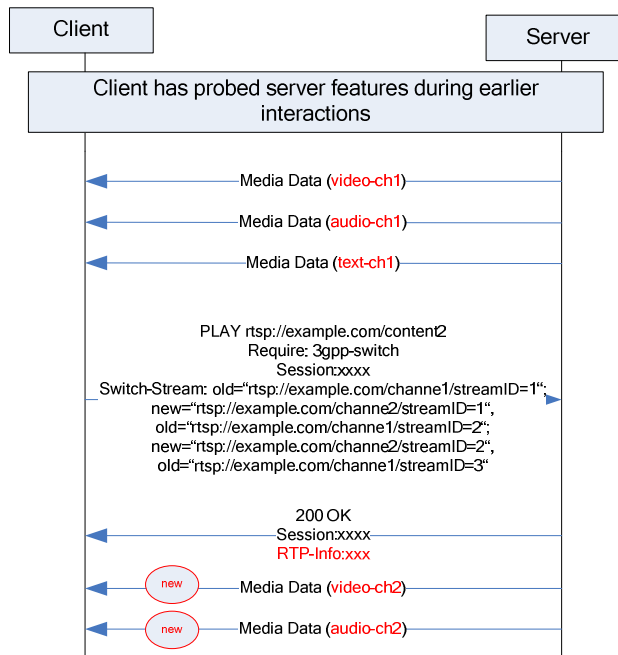 Client
Server
Client has probed server features during earlier
interactions
Media Data (video-ch1)
Media Data (audio-ch1)
Media Data (text-ch1)
PLAY rtsp://example.com/content2
Require: 3gpp-switch
Session:xxxx
Switch-Stream: old=“rtsp://example.com/channe1/streamID=1“;
new=“rtsp://example.com/channe2/streamID=1“,
old=“rtsp://example.com/channe1/streamID=2“;
new=“rtsp://example.com/channe2/streamID=2“,
old=“rtsp://example.com/channe1/streamID=3“
200 OK
Session:xxxx
RTP-Info:xxx
new
Media Data (video-ch2)
new
Media Data (audio-ch2)